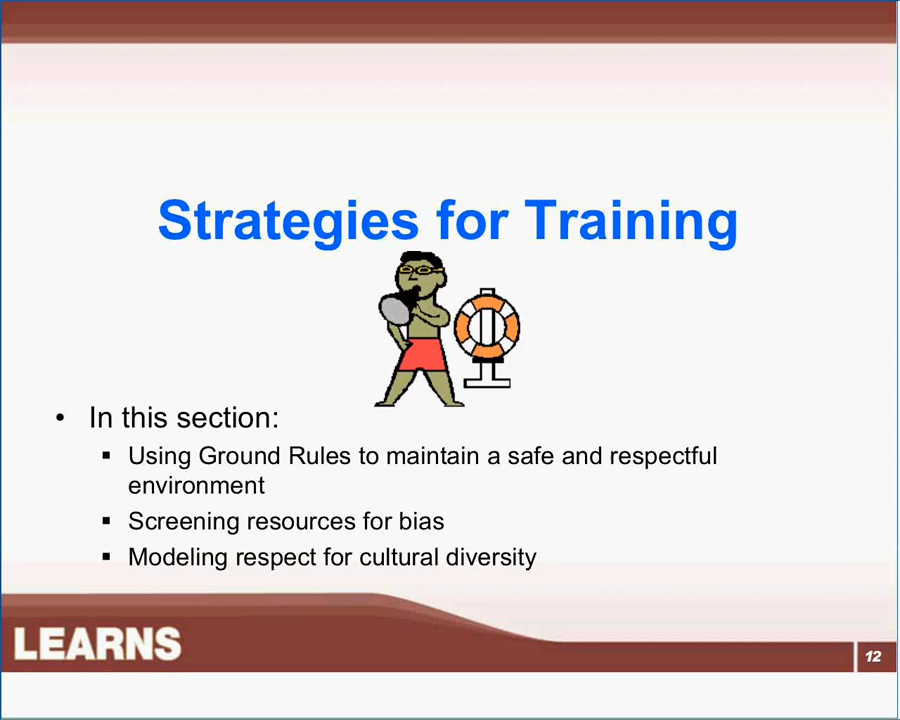 Strategies for Training
• In this section:
▪ Using Ground Rules to maintain a safe and respectful
environment
▪ Screening resources for bias
▪ Modeling respect for cultural diversity
LEARNS
12